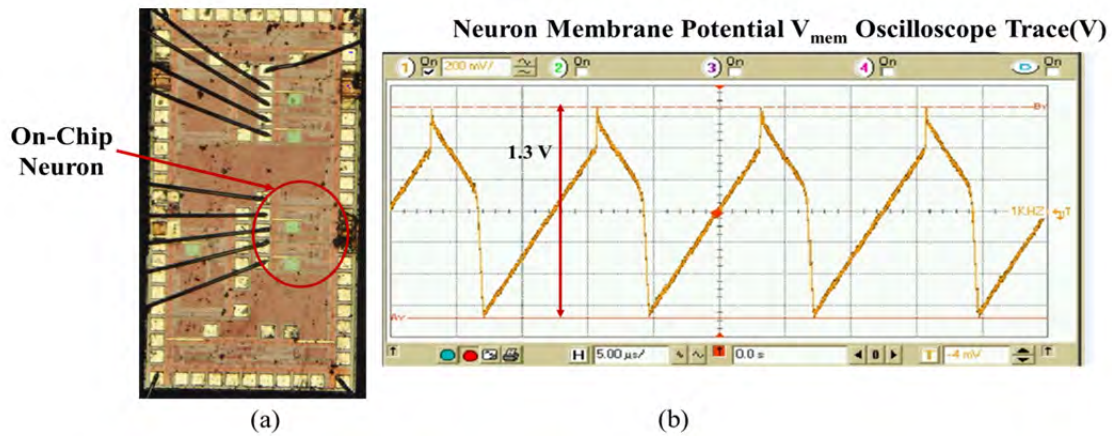 Neuron Membrane Potential Vmem Oscilloscope Trace(V)
1 On 200 mV/ 2 On 3 On 4 On
On-Chip
Neuron
1.3 V
1KHZ T
H 5.00 µs/ 0.0 s 0 T -4 mV
(a) (b)